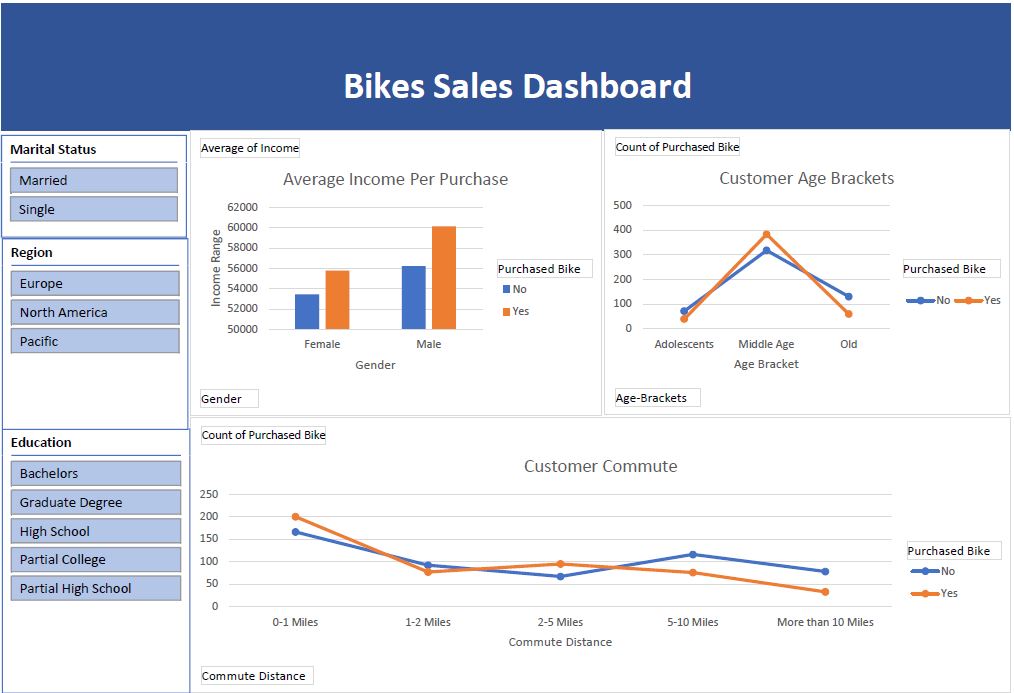 Bikes Sales Dashboard
Marital Status
Married
Single
Region
Europe
North America
Pacific
Education
Bachelors
Graduate Degree
High School
Partial College
Partial High School
Average of Income
Average Income Per Purchase
62000
60000
58000
56000
54000
52000
50000
Income Range
Female Male
Gender
Purchased Bike
No
Yes
Gender
Count of Purchased Bike
Customer Age Brackets
500
400
300
200
100
0
Adolescents Middle Age Old
Age Bracket
Purchased Bike
No Yes
Age-Brackets
Count of Purchased Bike
Customer Commute
250
200
150
100
50
0
0-1 Miles 1-2 Miles 2-5 Miles 5-10 Miles More than 10 Miles
Commute Distance
Purchased Bike
No
Yes
Commute Distance